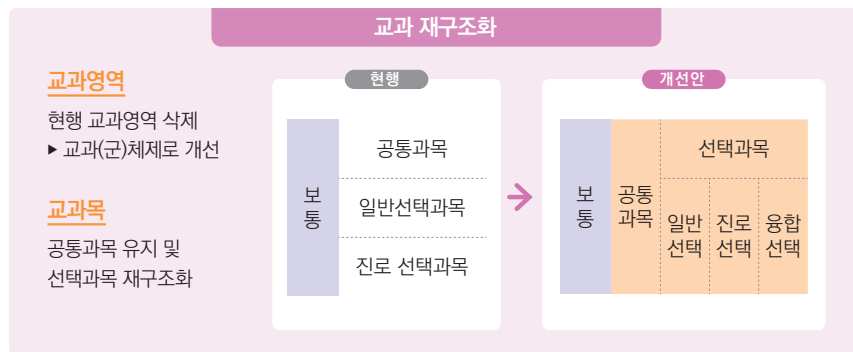 교과 재구조화
교과영역
현행 교과영역 삭제
▶ 교과(군)체제로 개선
교과목
공통과목 유지 및
선택과목 재구조화
현행
보
통
공통과목
일반선택과목
진로 선택과목
개선안
보
통
공통
과목
선택과목
일반
선택
진로
선택
융합
선택